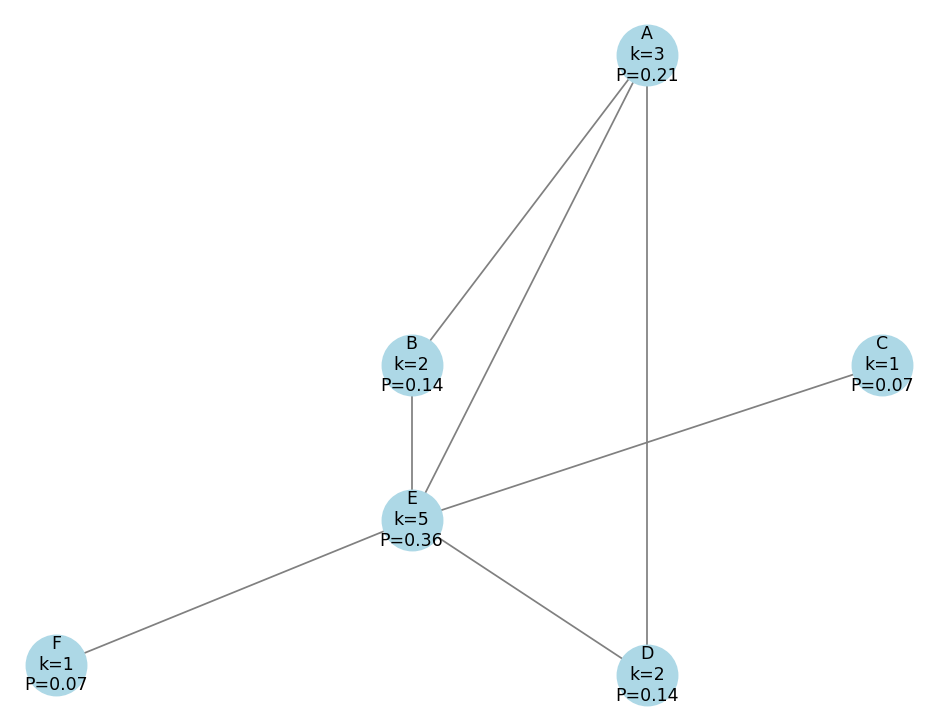 A
k=3
P=0.21
B
k=2
P=0.14
C
k=1
P=0.07
E
k=5
P=0.36
F
k=1
P=0.07
D
k=2
P=0.14